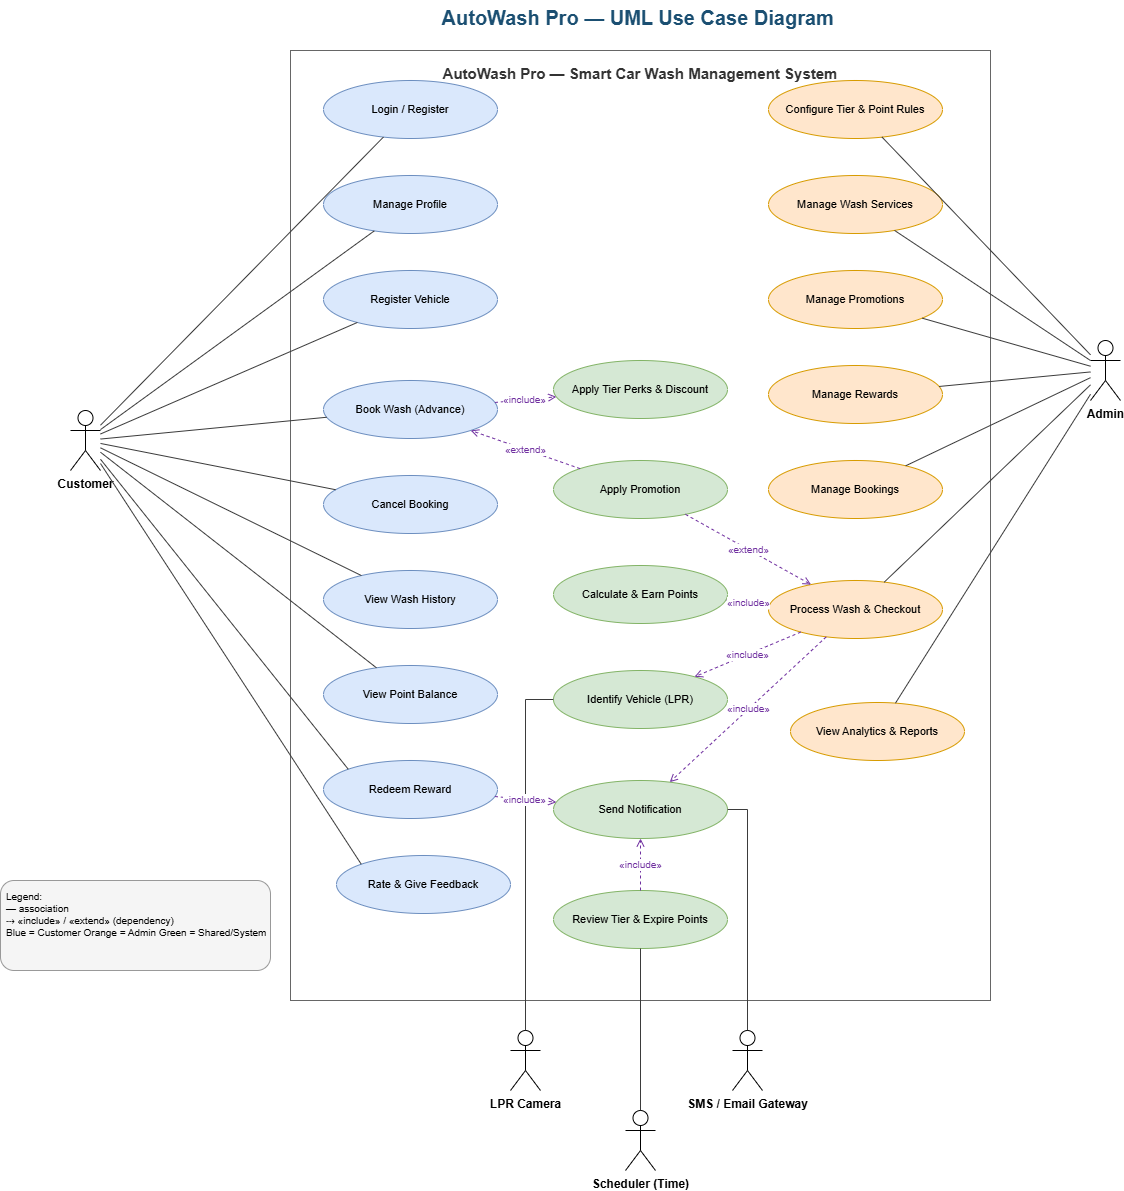 AutoWash Pro — UML Use Case Diagram
AutoWash Pro — Smart Car Wash Management System
Login / Register
Configure Tier & Point Rules
Manage Profile
Manage Wash Services
Register Vehicle
Manage Promotions
Apply Tier Perks & Discount
Manage Rewards
«include»
Book Wash (Advance)
Admin
«extend»
Customer
Apply Promotion
Manage Bookings
Cancel Booking
«extend»
Calculate & Earn Points
View Wash History
«include»
Process Wash & Checkout
«include»
View Point Balance
Identify Vehicle (LPR)
«include»
View Analytics & Reports
Redeem Reward
«include»
Send Notification
«include»
Rate & Give Feedback
Review Tier & Expire Points
Legend:
— association
→ «include» / «extend» (dependency)
Blue = Customer Orange = Admin Green = Shared/System
LPR Camera
SMS / Email Gateway
Scheduler (Time)